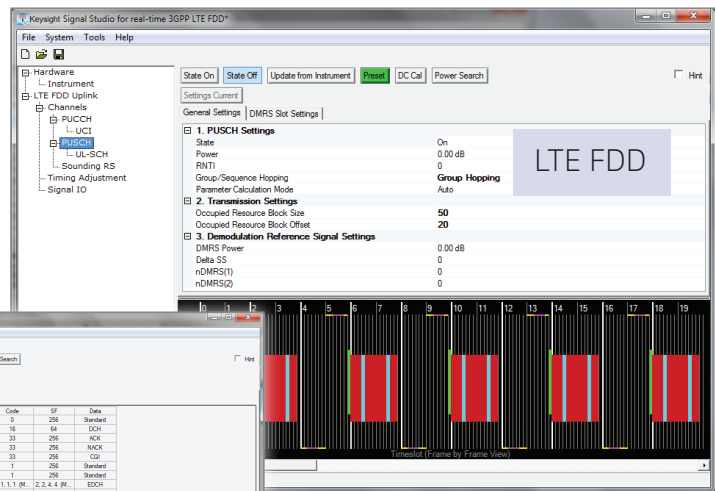 Keysight Signal Studio for real-time 3GPP LTE FDD*
File System Tools Help
Hardware
Instrument
LTE FDD Uplink
Channels
PUCCH
UCI
PUSCH
UL-SCH
Sounding RS
Timing Adjustment
Signal IO
State On State Off Update from Instrument Preset DC Cal Power Search Hint
Settings Current
General Settings DMRS Slot Settings
1. PUSCH Settings
State On
Power 0.00 dB
RNTI 0
Group/Sequence Hopping Group Hopping
Parameter Calculation Mode Auto
2. Transmission Settings
Occupied Resource Block Size 50
Occupied Resource Block Offset 20
3. Demodulation Reference Signal Settings
DMRS Power 0.00 dB
Delta SS 0
nDMRS(1) 0
nDMRS(2) 0
LTE FDD
0 1 2 3 4 5 6 7 8 9 10 11 12 13 14 15 16 17 18 19
Timeslot (Frame by Frame View)
Search Hint
Code SF Data
0 256 Standard
16 64 DCH
33 256 ACK
33 256 NACK
33 256 CQI
1 256 Standard
1 256 Standard
1, 1, 1 (M... 2, 2, 4, 4 (M... EDCH